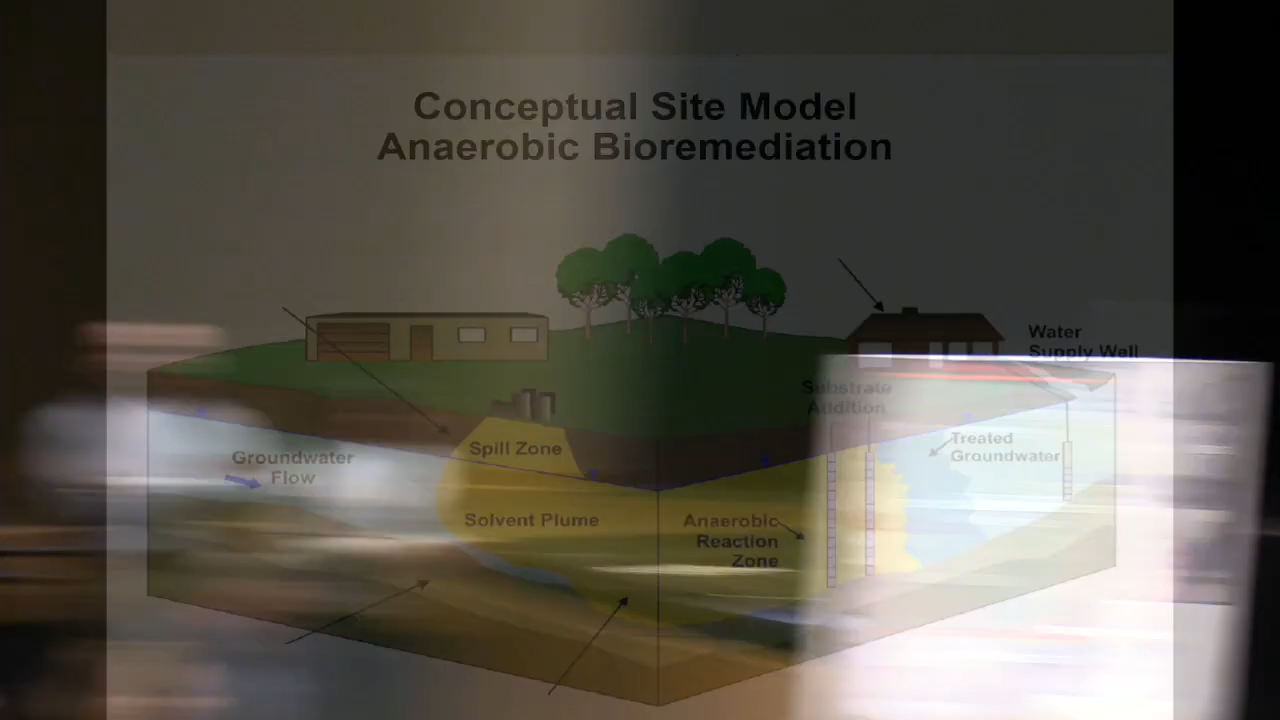 Conceptual Site Model
Anaerobic Bioremediation
Water
Supply Well
Substrate
Addition
Treated
Groundwater
Spill Zone
Groundwater
Flow
Solvent Plume
Anaerobic
Reaction
Zone